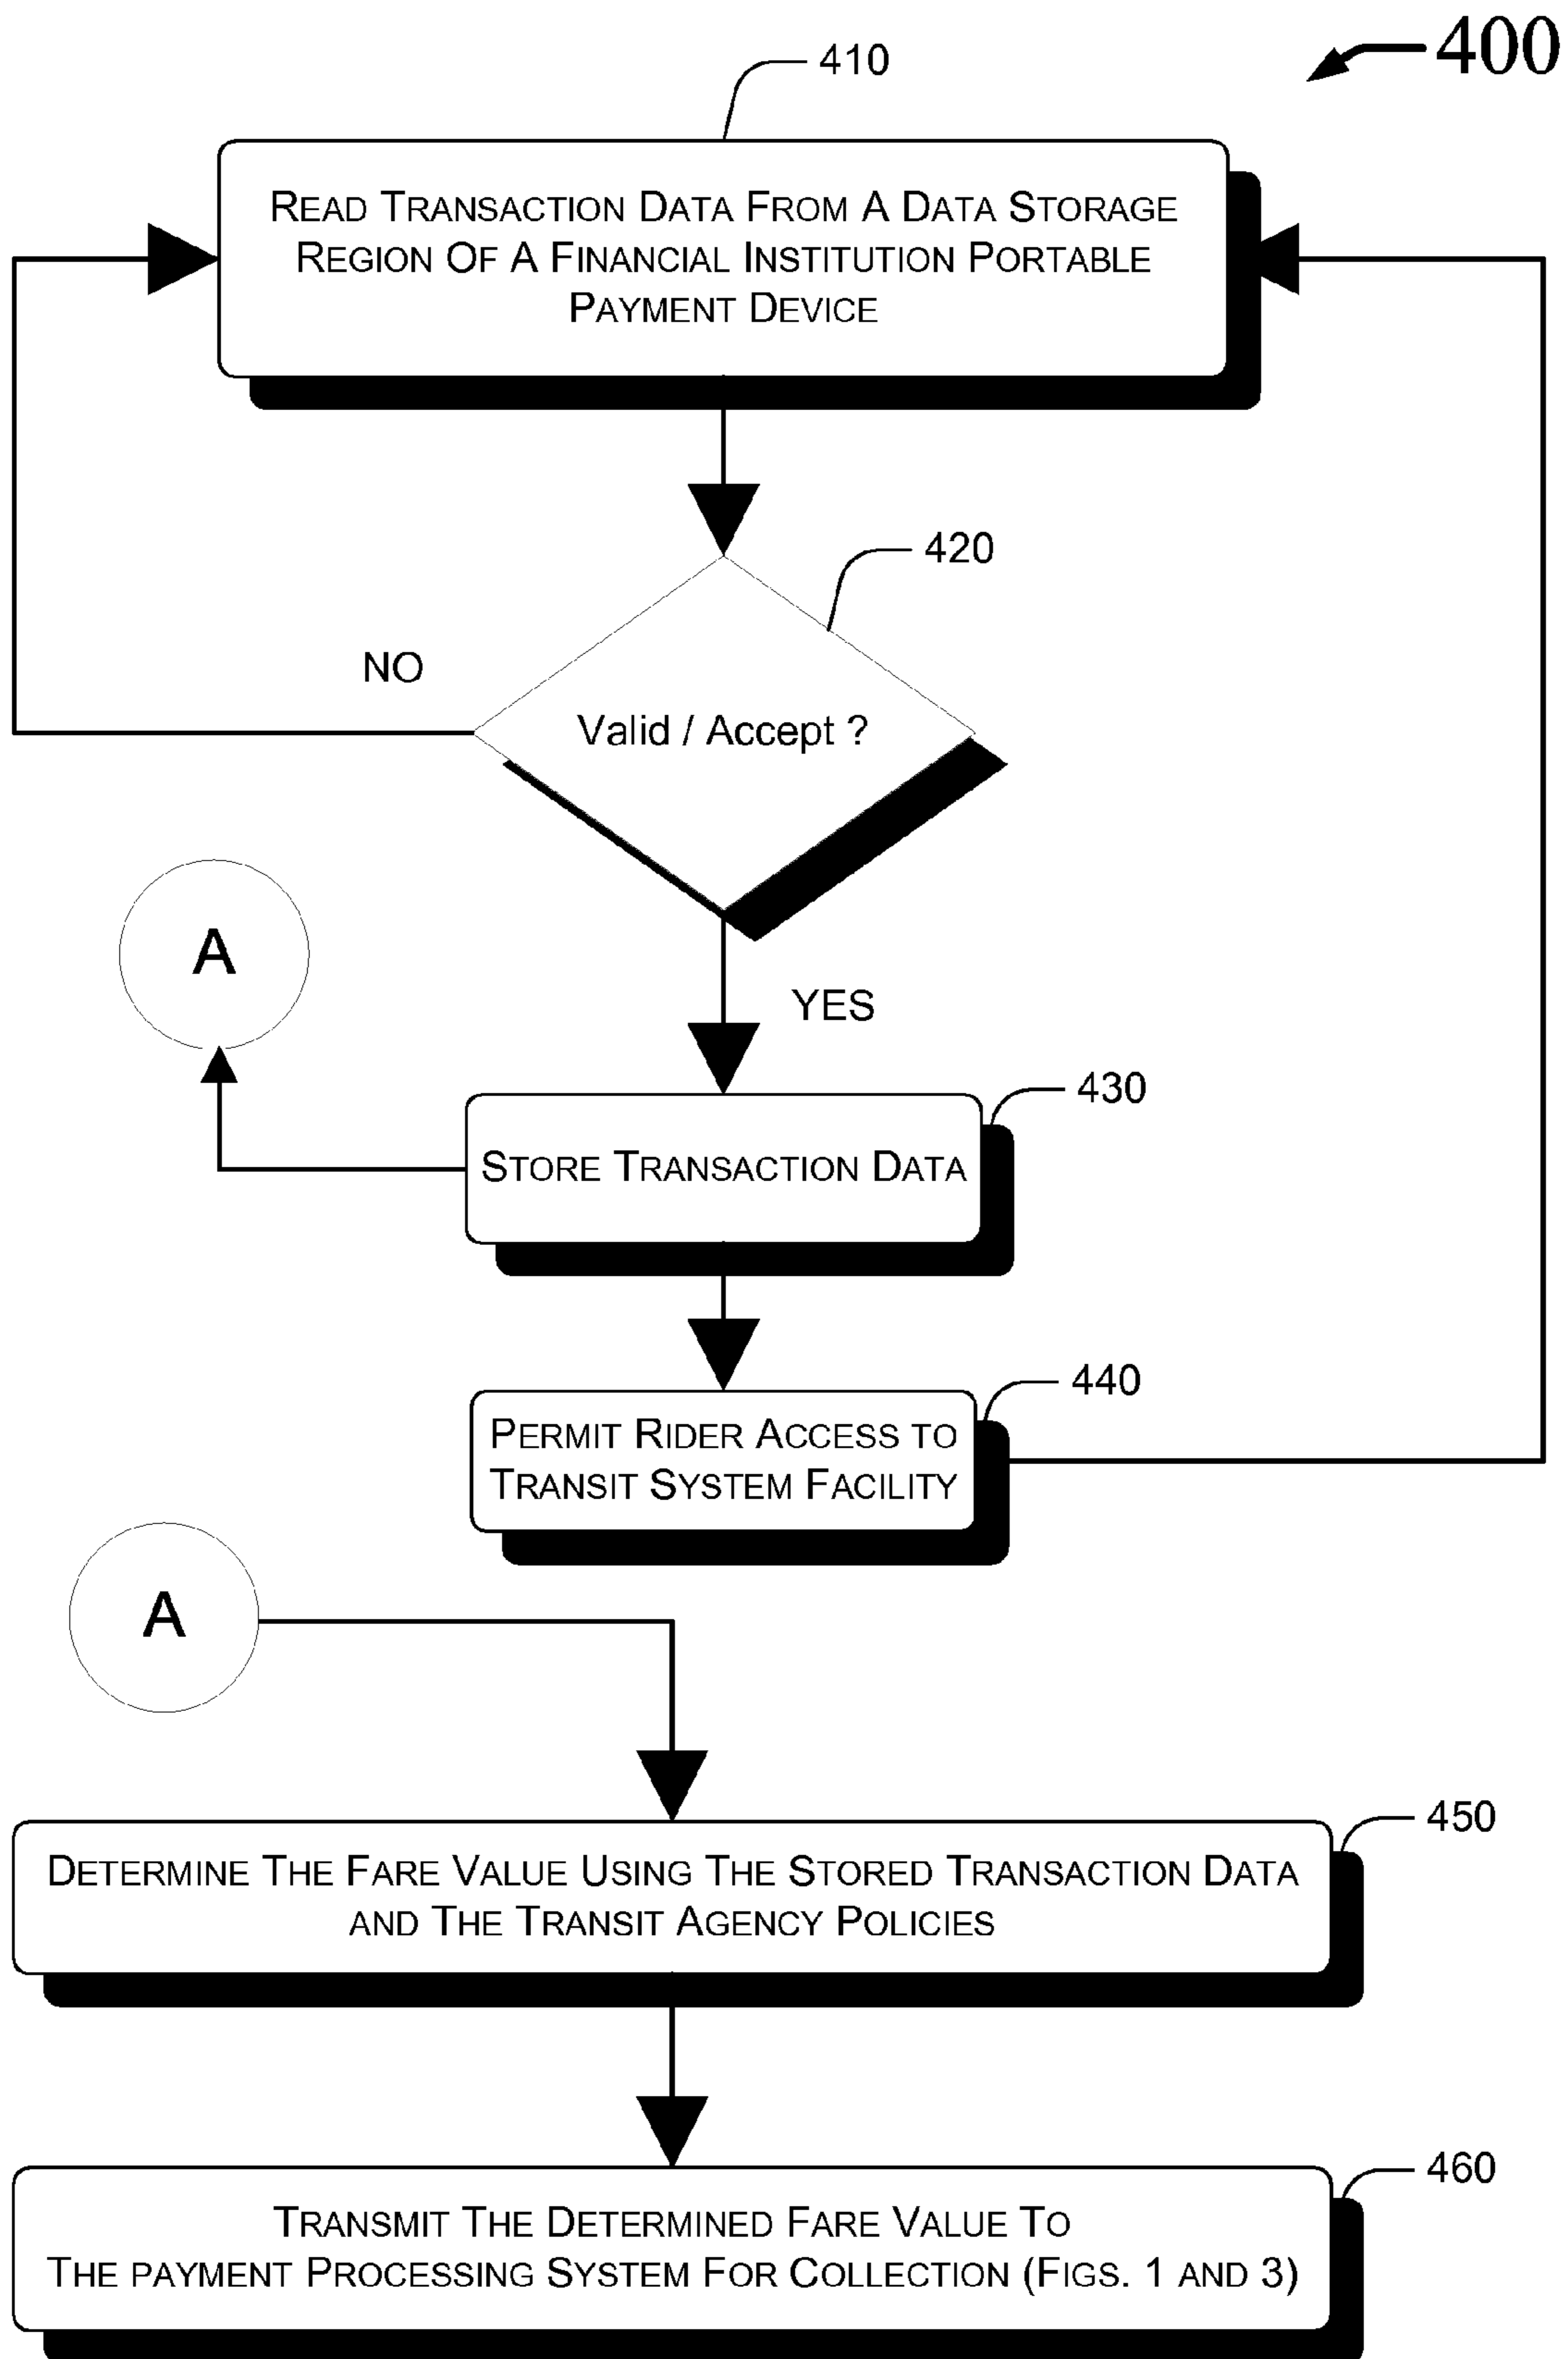 400
410
READ TRANSACTION DATA FROM A DATA STORAGE
REGION OF A FINANCIAL INSTITUTION PORTABLE
PAYMENT DEVICE
420
NO
Valid / Accept ?
A
YES
430
STORE TRANSACTION DATA
440
PERMIT RIDER ACCESS TO
TRANSIT SYSTEM FACILITY
A
450
DETERMINE THE FARE VALUE USING THE STORED TRANSACTION DATA
AND THE TRANSIT AGENCY POLICIES
460
TRANSMIT THE DETERMINED FARE VALUE TO
THE PAYMENT PROCESSING SYSTEM FOR COLLECTION (FIGS. 1 AND 3)